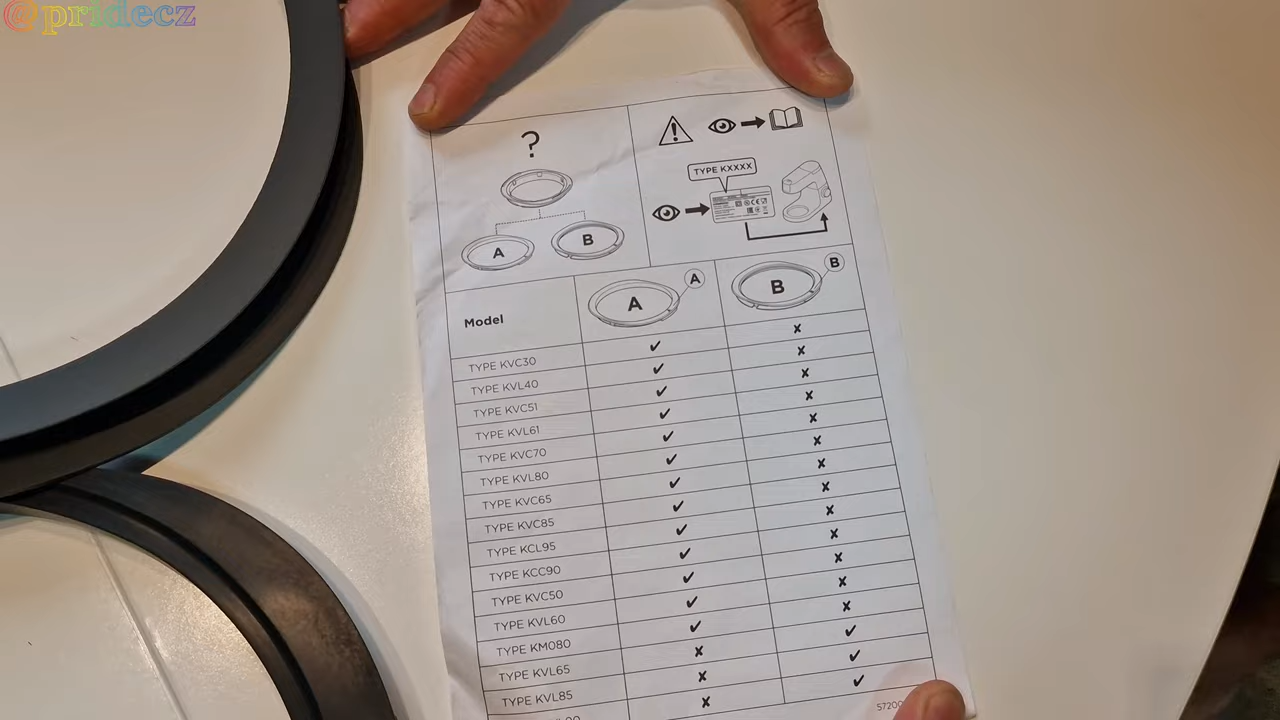 @pridecz
?
TYPE KXXXX
A
B
Model
A A
B B
TYPE KVC30 ✔ ✘
TYPE KVL40 ✔ ✘
TYPE KVC51 ✔ ✘
TYPE KVL61 ✔ ✘
TYPE KVC70 ✔ ✘
TYPE KVL80 ✔ ✘
TYPE KVC65 ✔ ✘
TYPE KVC85 ✔ ✘
TYPE KCL95 ✔ ✘
TYPE KCC90 ✔ ✘
TYPE KVC50 ✔ ✘
TYPE KVL60 ✔ ✘
TYPE KM080 ✔ ✘
TYPE KVL65 ✘ ✔
TYPE KVL85 ✘ ✔
✘ ✔
5720